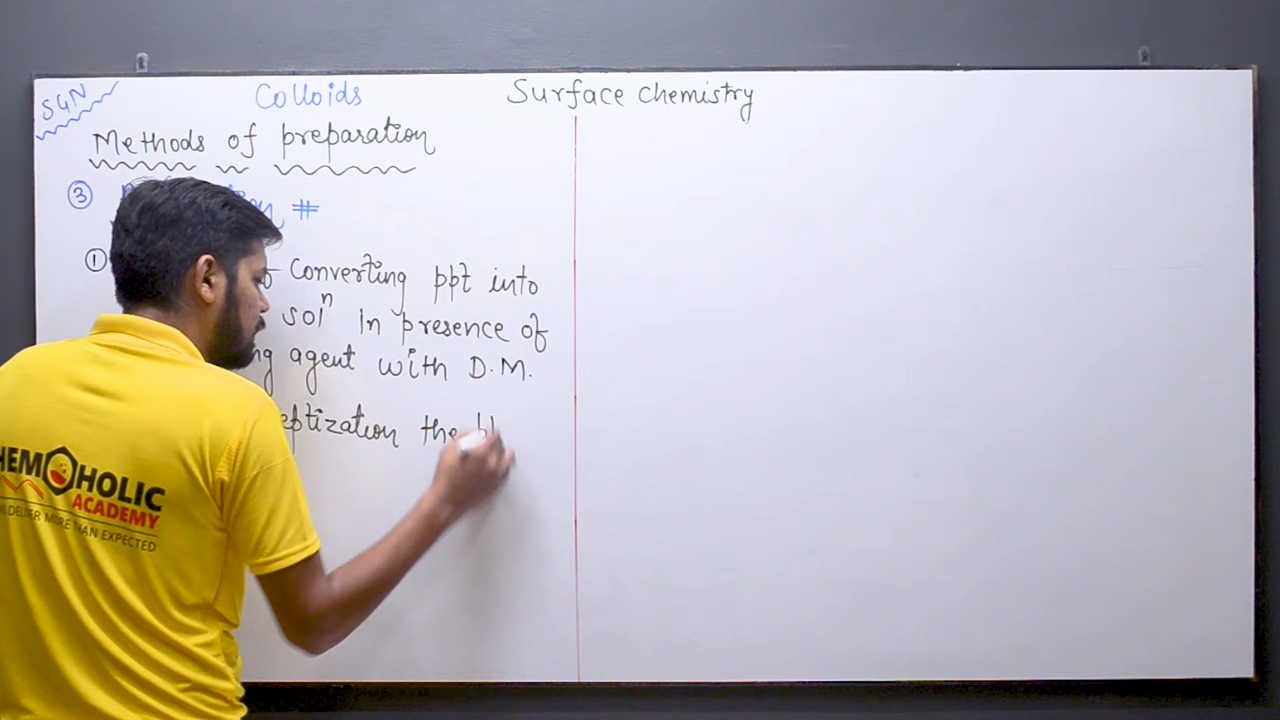 SGN
Colloids
Surface Chemistry
Methods of preparation
③
#
① Converting ppt into
solⁿ in presence of
agent with D.M.
eptization the
HEMOHOLIC
ACADEMY
DELIVER MORE THAN EXPECTED